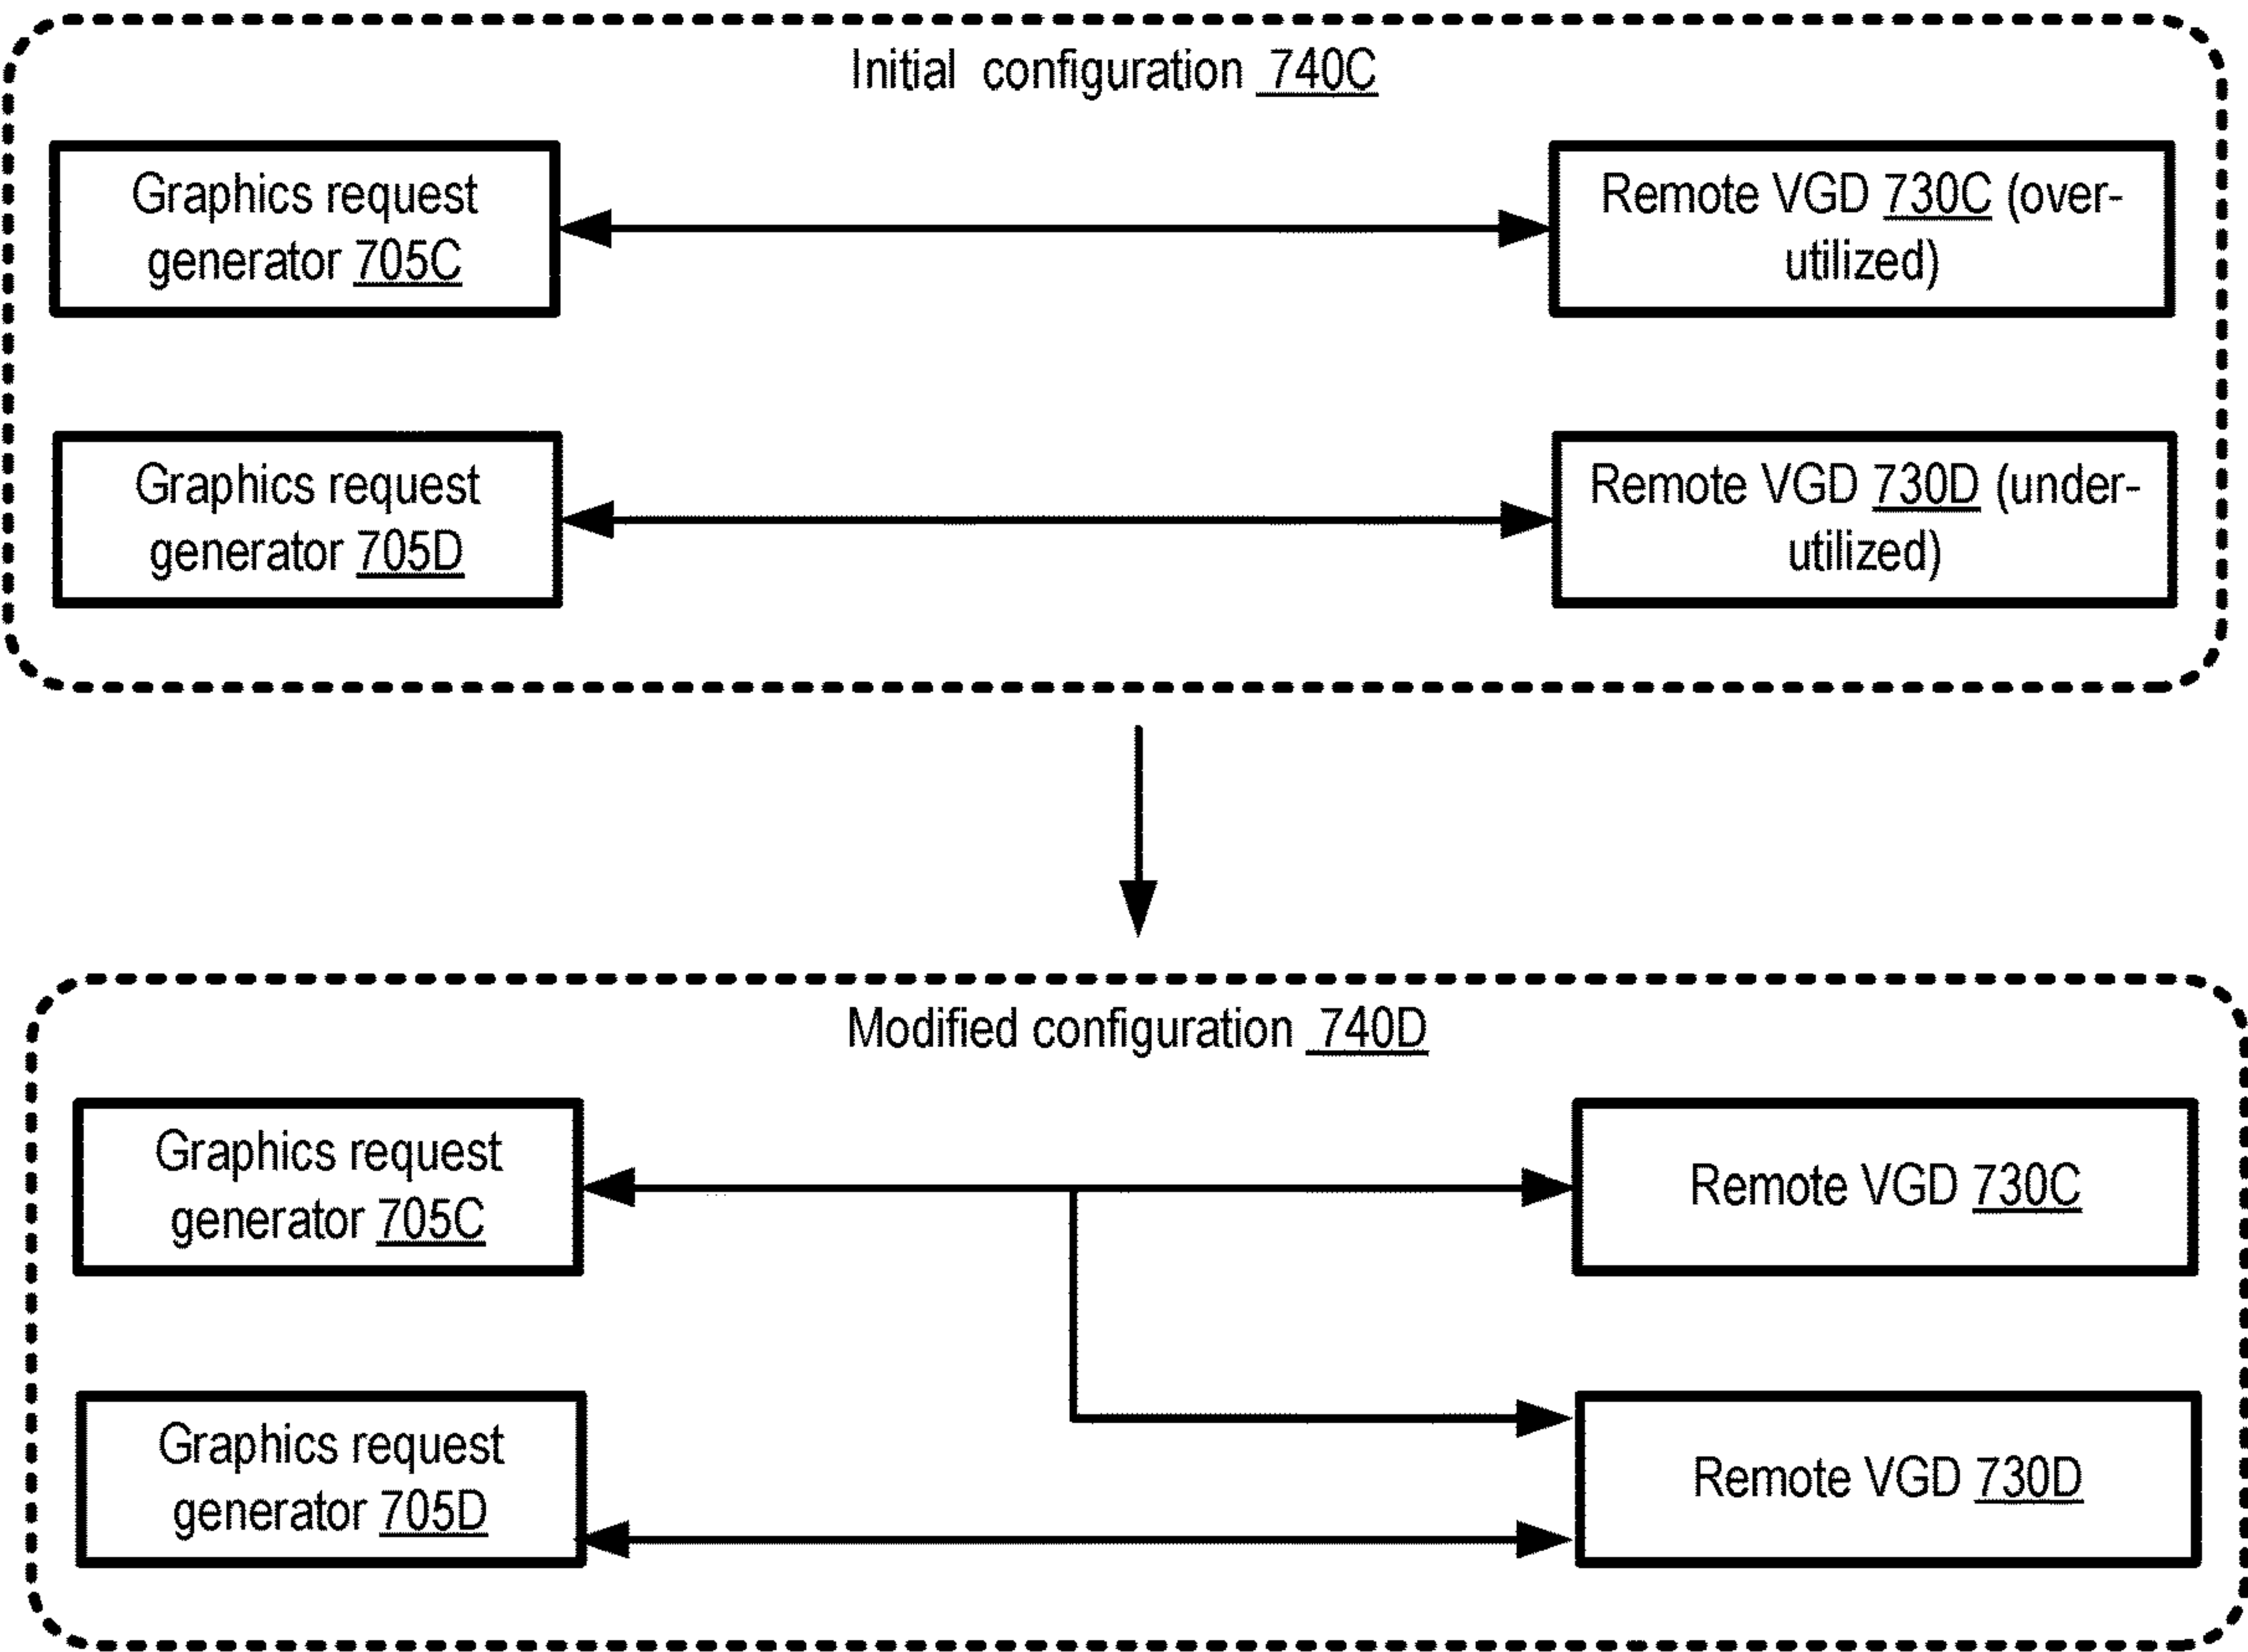 Initial configuration 740C
Graphics request
generator 705C
Remote VGD 730C (over-
utilized)
Graphics request
generator 705D
Remote VGD 730D (under-
utilized)
Modified configuration 740D
Graphics request
generator 705C
Remote VGD 730C
Graphics request
generator 705D
Remote VGD 730D